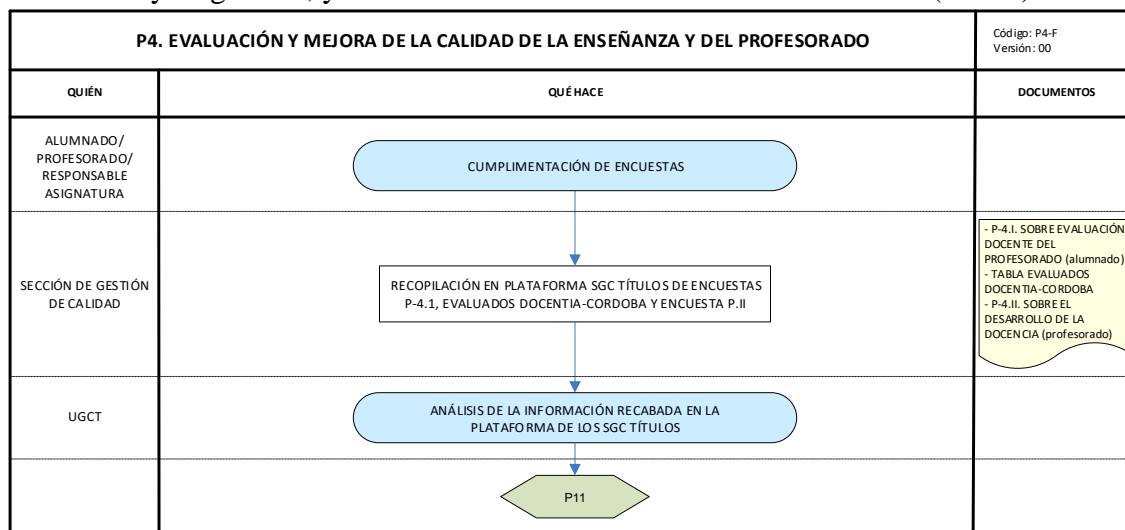 P4. EVALUACIÓN Y MEJORA DE LA CALIDAD DE LA ENSEÑANZA Y DEL PROFESORADO
Código: P4-F
Versión: 00
QUIÉN
QUÉ HACE
DOCUMENTOS
ALUMNADO/
PROFESORADO/
RESPONSABLE
ASIGNATURA
CUMPLIMENTACIÓN DE ENCUESTAS
SECCIÓN DE GESTIÓN
DE CALIDAD
RECOPILACIÓN EN PLATAFORMA SGC TÍTULOS DE ENCUESTAS
P-4.1, EVALUADOS DOCENTIA-CORDOBA Y ENCUESTA P.II
- P-4.I. SOBRE EVALUACIÓN
DOCENTE DEL
PROFESORADO (alumnado)
- TABLA EVALUADOS
DOCENTIA-CORDOBA
- P-4.II. SOBRE EL
DESARROLLO DE LA
DOCENCIA (profesorado)
UGCT
ANÁLISIS DE LA INFORMACIÓN RECABADA EN LA
PLATAFORMA DE LOS SGC TÍTULOS
P11